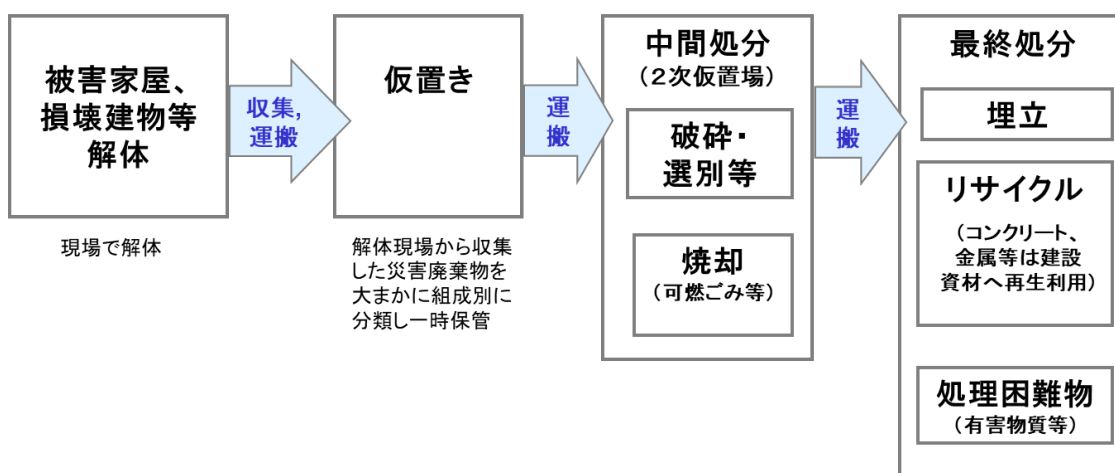 被害家屋、
損壊建物等
解体
現場で解体
収集,
運搬
仮置き
解体現場から収集
した災害廃棄物を
大まかに組成別に
分類し一時保管
運
搬
中間処分
（２次仮置場）
破砕・
選別等
焼却
（可燃ごみ等）
運
搬
最終処分
埋立
リサイクル
（コンクリート、
金属等は建設
資材へ再生利用）
処理困難物
（有害物質等）